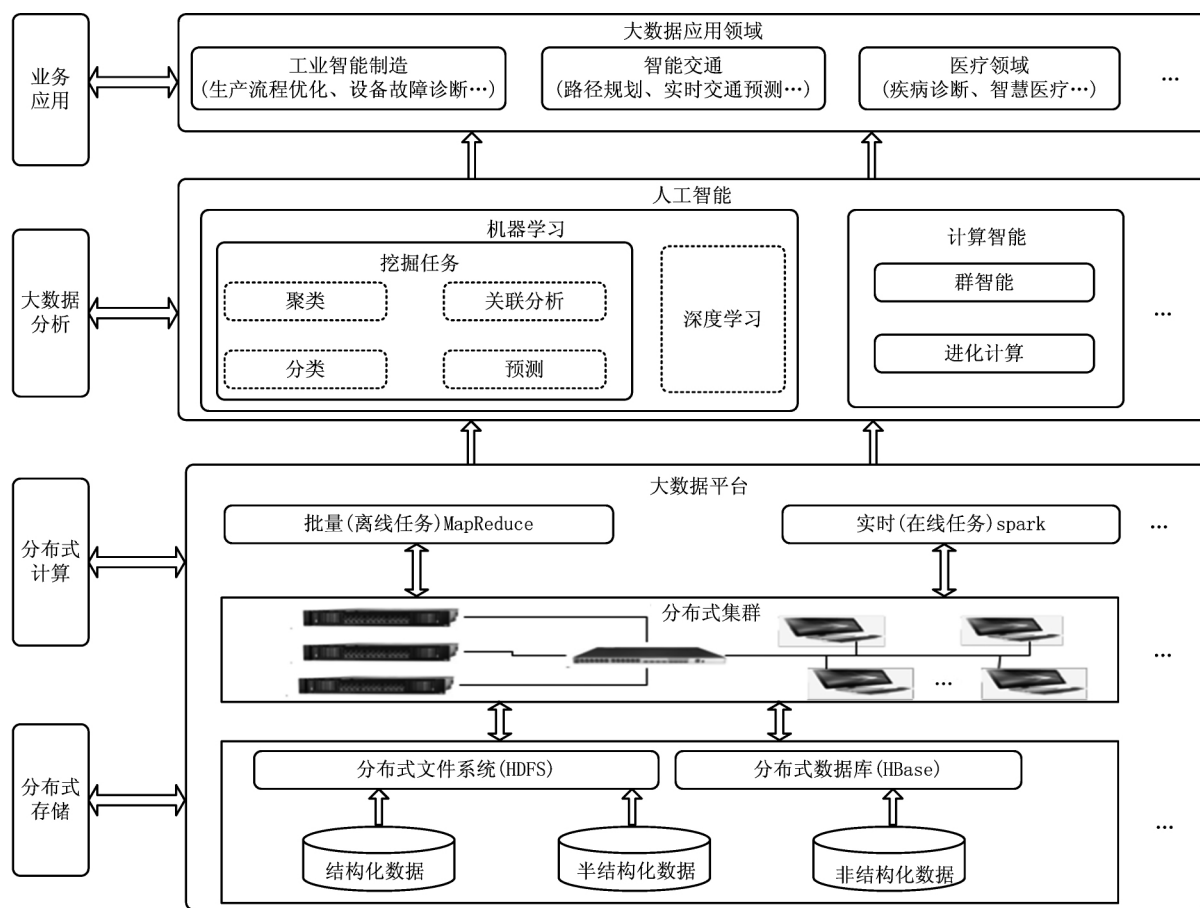 大数据应用领域
业务
应用
工业智能制造
(生产流程优化、设备故障诊断…)
智能交通
(路径规划、实时交通预测…)
医疗领域
(疾病诊断、智慧医疗…)
…
人工智能
大数据
分析
机器学习
挖掘任务
聚类
关联分析
分类
预测
深度学习
计算智能
群智能
进化计算
…
大数据平台
分布式
计算
批量(离线任务)MapReduce
实时(在线任务)spark
…
分布式集群
…
…
分布式
存储
分布式文件系统(HDFS)
分布式数据库(HBase)
结构化数据
半结构化数据
非结构化数据
…